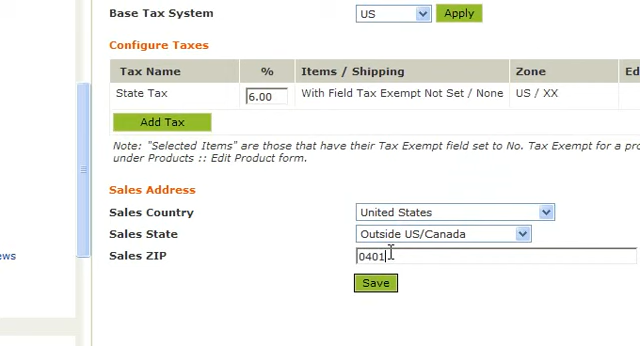 Base Tax System US Apply
Configure Taxes
Tax Name % Items / Shipping Zone Ed
State Tax 6.00 With Field Tax Exempt Not Set / None US / XX
Add Tax
Note: "Selected Items" are those that have their Tax Exempt field set to No. Tax Exempt for a pro
under Products :: Edit Product form.
Sales Address
Sales Country United States
Sales State Outside US/Canada
ews Sales ZIP 0401
Save